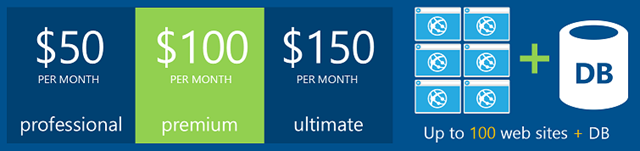 $50
PER MONTH
professional
$100
PER MONTH
premium
$150
PER MONTH
ultimate
+
DB
Up to 100 web sites + DB